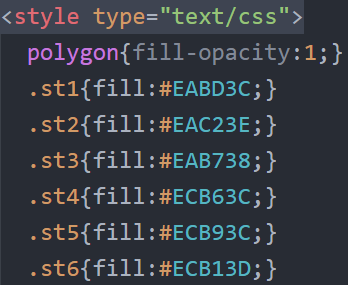 <style type="text/css">
polygon{fill-opacity:1;}
.st1{fill:#EABD3C;}
.st2{fill:#EAC23E;}
.st3{fill:#EAB738;}
.st4{fill:#ECB63C;}
.st5{fill:#ECB93C;}
.st6{fill:#ECB13D;}